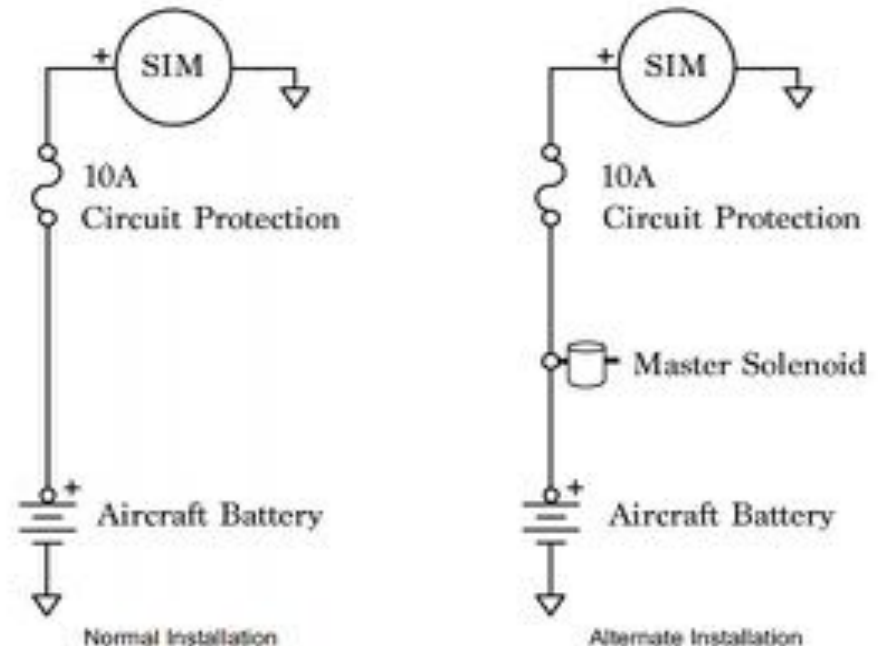 +
SIM
10A
Circuit Protection
+
Aircraft Battery
Normal Installation
+
SIM
10A
Circuit Protection
Master Solenoid
+
Aircraft Battery
Alternate Installation